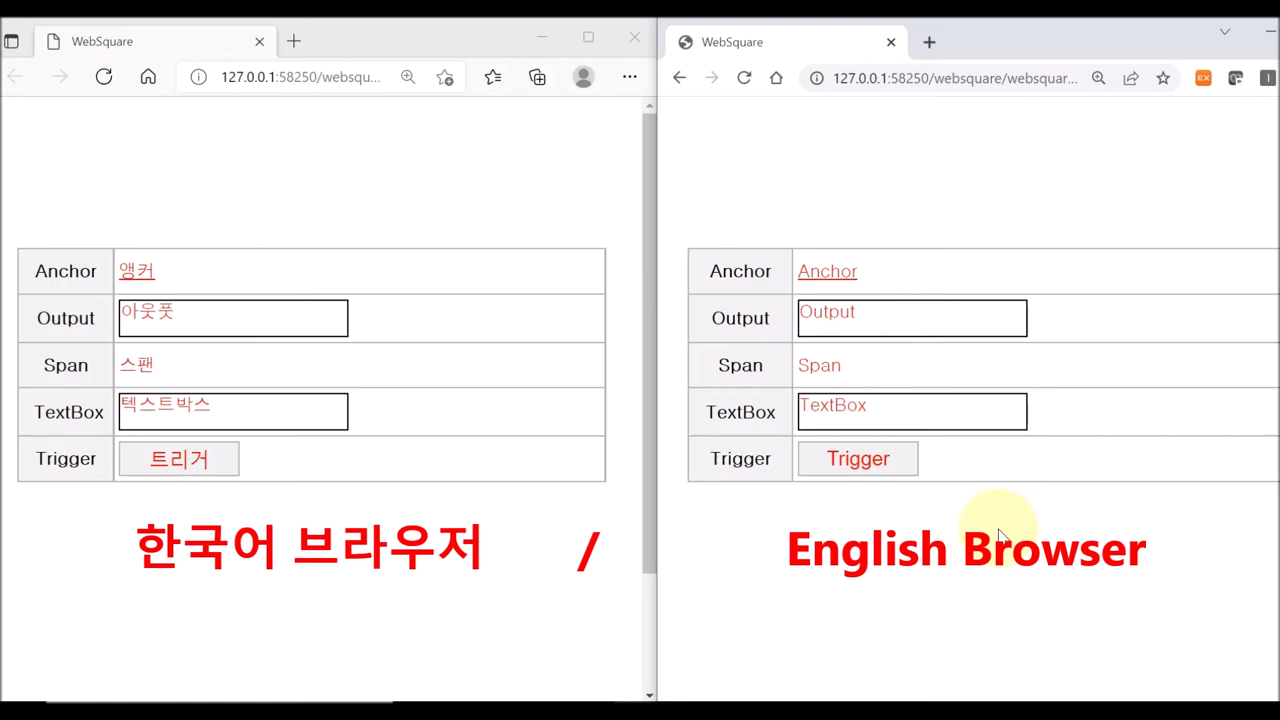 WebSquare
127.0.0.1:58250/websqu...
Anchor 앵커
Output 아웃풋
Span 스팬
TextBox 텍스트박스
Trigger 트리거
한국어 브라우저 /
WebSquare
127.0.0.1:58250/websquare/websquar...
EX
I
Anchor Anchor
Output Output
Span Span
TextBox TextBox
Trigger Trigger
English Browser